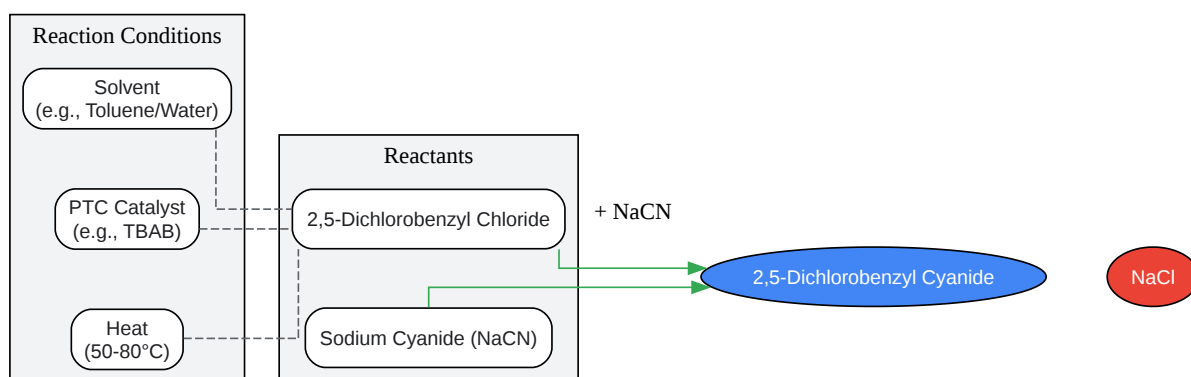 Reaction Conditions
Solvent
(e.g., Toluene/Water)
PTC Catalyst
(e.g., TBAB)
Heat
(50-80°C)
Reactants
2,5-Dichlorobenzyl Chloride
Sodium Cyanide (NaCN)
+ NaCN
2,5-Dichlorobenzyl Cyanide
NaCl